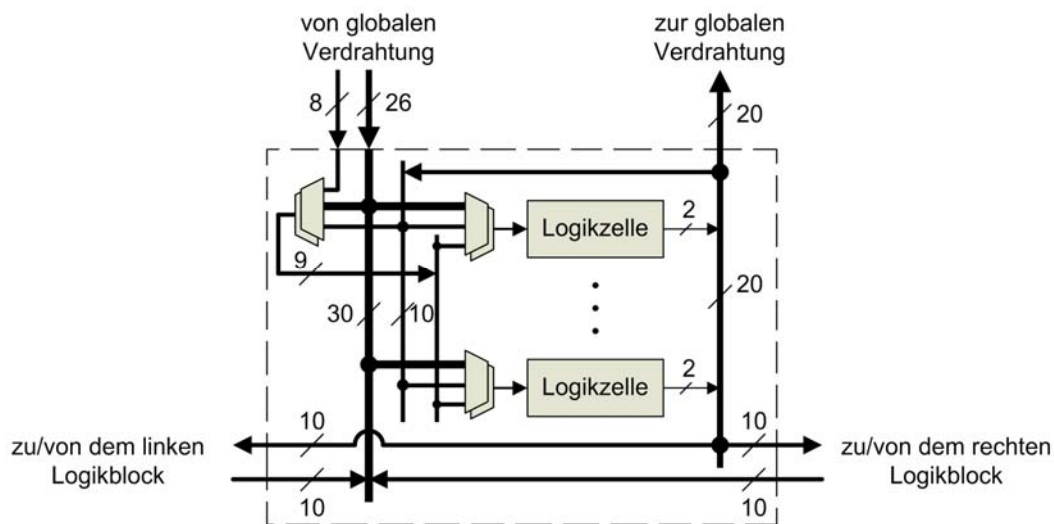 von globalen
Verdrahtung
zur globalen
Verdrahtung
8
26
20
2
Logikzelle
9
20
30
10
2
Logikzelle
10
10
zu/von dem linken
Logikblock
zu/von dem rechten
Logikblock
10
10